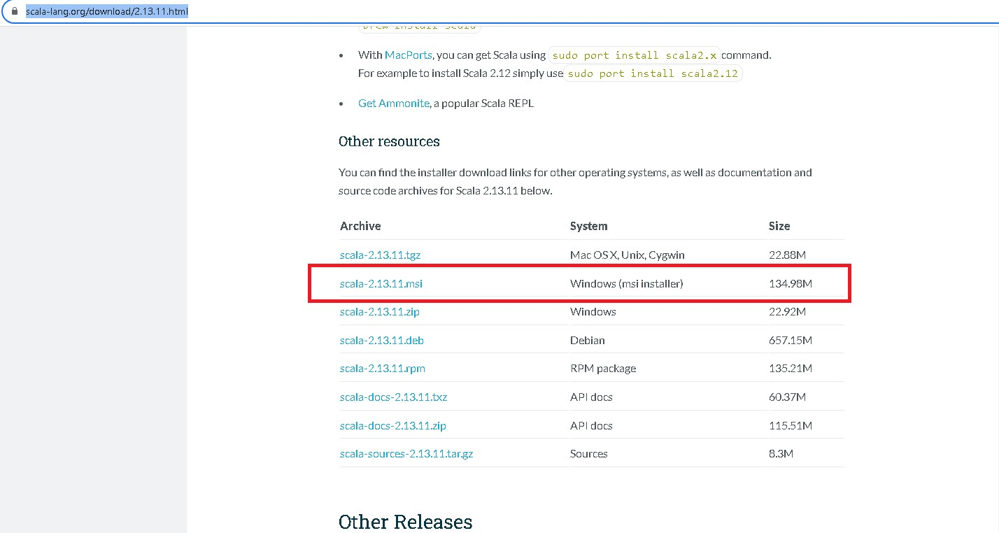 scala-lang.org/download/2.13.11.html
brew install scala
With MacPorts, you can get Scala using sudo port install scala2.x command.
For example to install Scala 2.12 simply use sudo port install scala2.12
Get Ammonite, a popular Scala REPL
Other resources
You can find the installer download links for other operating systems, as well as documentation and
source code archives for Scala 2.13.11 below.
Archive System Size
scala-2.13.11.tgz Mac OS X, Unix, Cygwin 22.88M
scala-2.13.11.msi Windows (msi installer) 134.98M
scala-2.13.11.zip Windows 22.92M
scala-2.13.11.deb Debian 657.15M
scala-2.13.11.rpm RPM package 135.21M
scala-docs-2.13.11.txz API docs 60.37M
scala-docs-2.13.11.zip API docs 115.51M
scala-sources-2.13.11.tar.gz Sources 8.3M
Other Releases